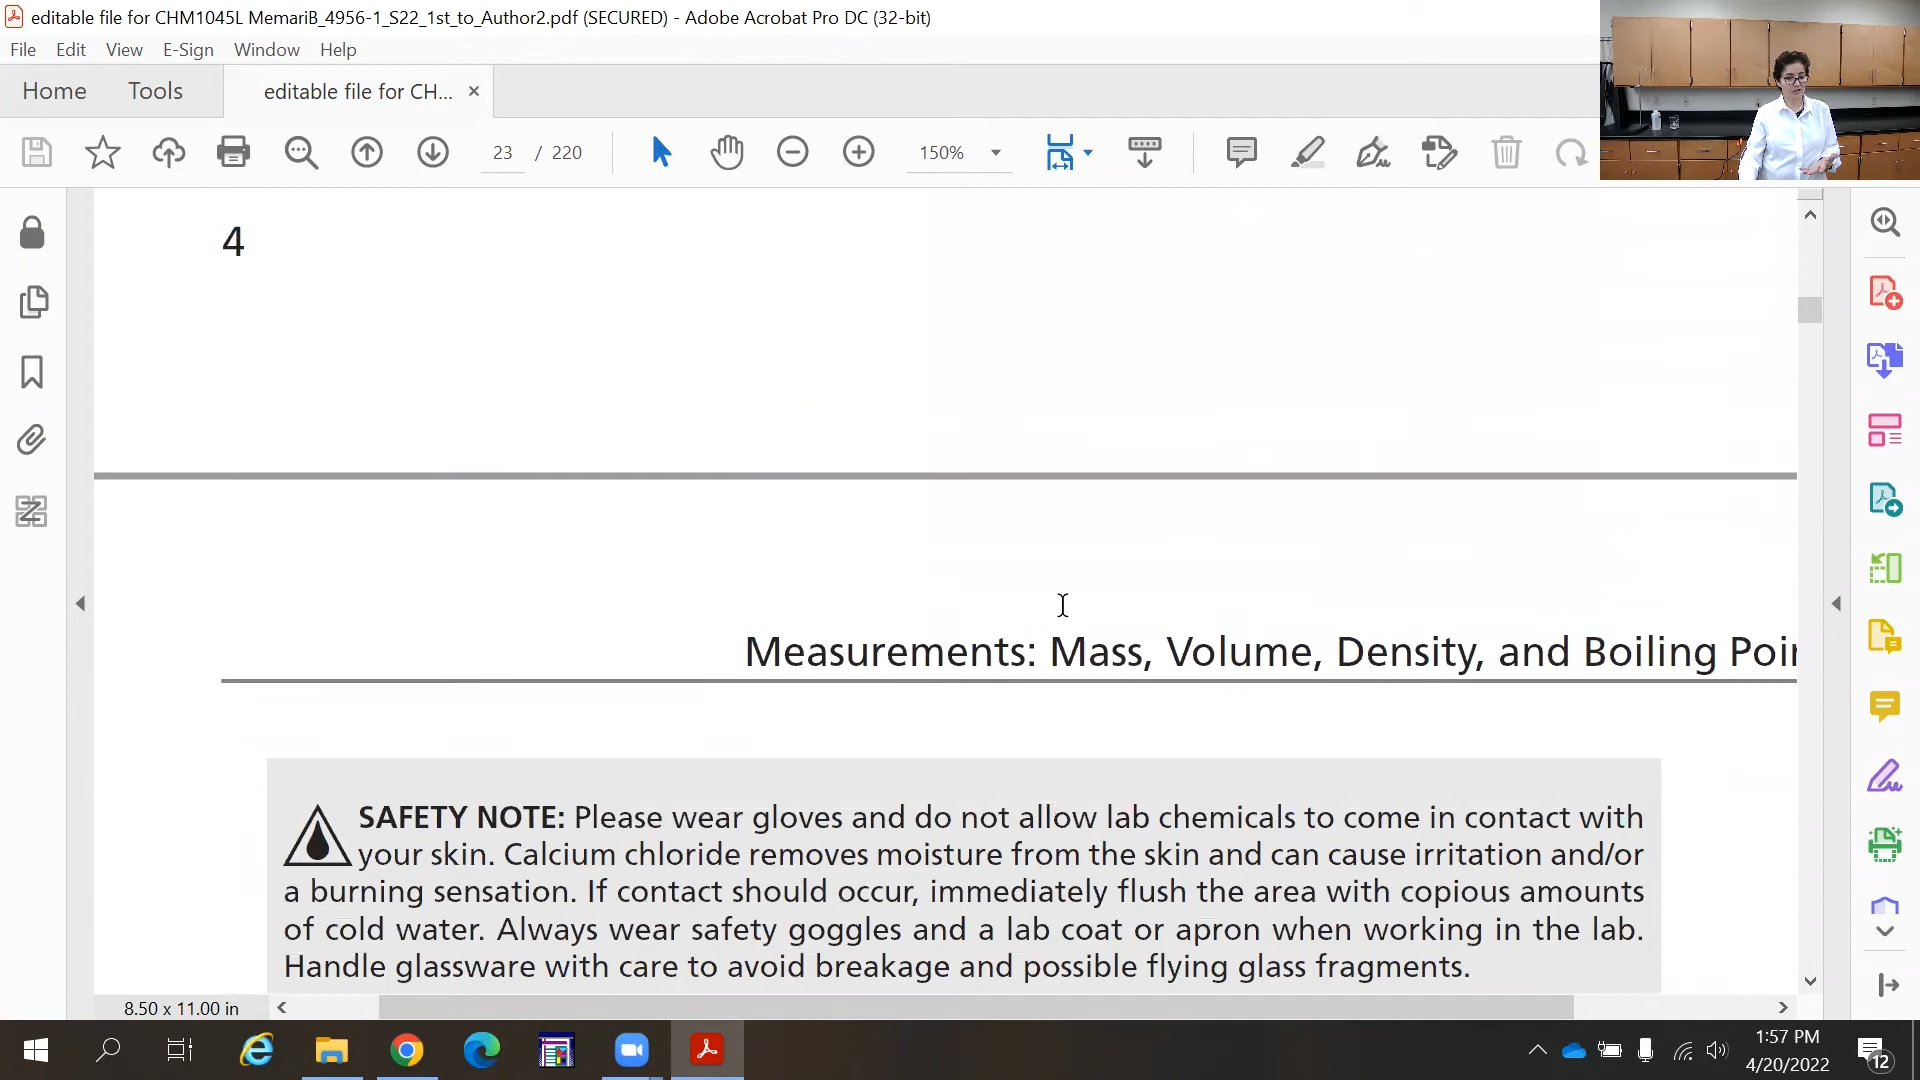 editable file for CHM1045L MemariB_4956-1_S22_1st_to_Author2.pdf (SECURED) - Adobe Acrobat Pro DC (32-bit)
File Edit View E-Sign Window Help
Home Tools editable file for CH... ×
23 / 220 150%
4
Measurements: Mass, Volume, Density, and Boiling Poin
SAFETY NOTE: Please wear gloves and do not allow lab chemicals to come in contact with
your skin. Calcium chloride removes moisture from the skin and can cause irritation and/or
a burning sensation. If contact should occur, immediately flush the area with copious amounts
of cold water. Always wear safety goggles and a lab coat or apron when working in the lab.
Handle glassware with care to avoid breakage and possible flying glass fragments.
8.50 x 11.00 in
1:57 PM
4/20/2022
12